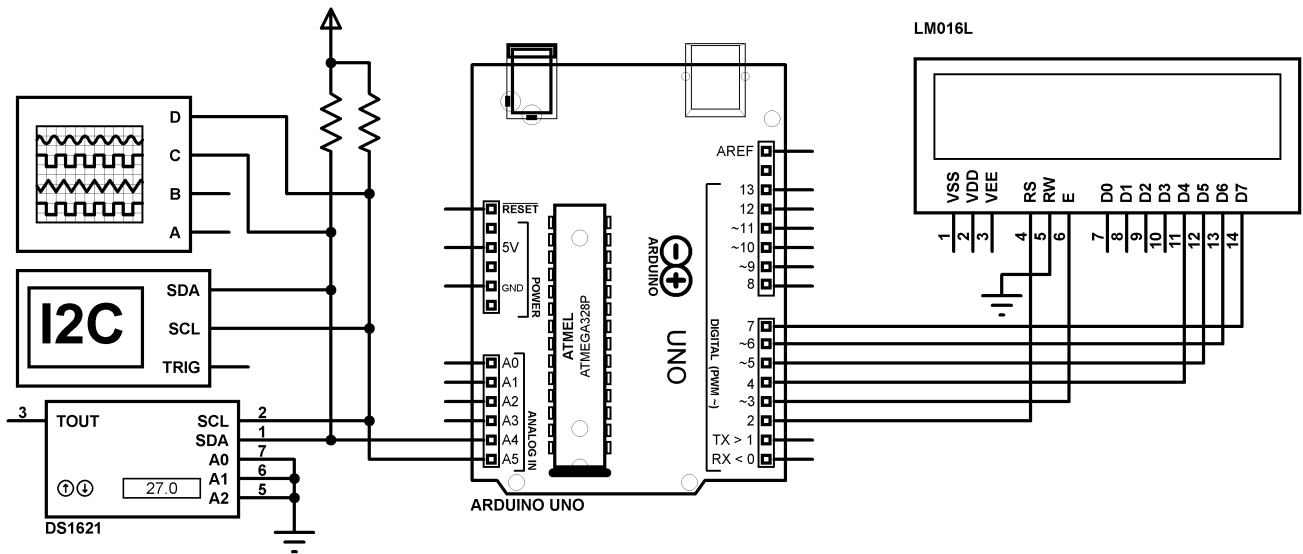 LM016L
D
C
B
A
I2C
SDA
SCL
TRIG
3
TOUT
SCL
2
SDA
1
A0
7
A1
6
A2
5
27.0
DS1621
RESET
5V
GND
POWER
A0
A1
A2
A3
A4
A5
ANALOG IN
ATMEL
ATMEGA328P
ARDUINO
UNO
AREF
13
12
~11
~10
~9
8
DIGITAL (PWM ~)
7
~6
~5
4
~3
2
TX > 1
RX < 0
ARDUINO UNO
VSS
VDD
VEE
RS
RW
E
D0
D1
D2
D3
D4
D5
D6
D7
1
2
3
4
5
6
7
8
9
10
11
12
13
14